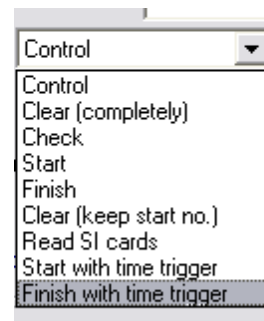 Control
Control
Clear (completely)
Check
Start
Finish
Clear (keep start no.)
Read SI cards
Start with time trigger
Finish with time trigger